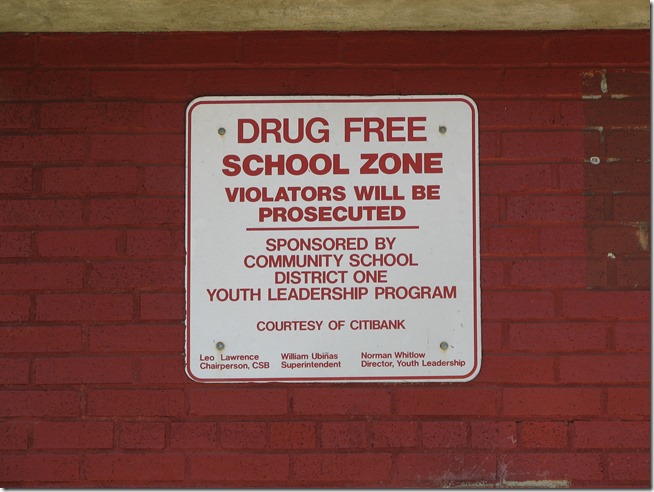 DRUG FREE
SCHOOL ZONE
VIOLATORS WILL BE
PROSECUTED
SPONSORED BY
COMMUNITY SCHOOL
DISTRICT ONE
YOUTH LEADERSHIP PROGRAM
COURTESY OF CITIBANK
Leo Lawrence William Ubiñas Norman Whitlow
Chairperson, CSB Superintendent Director, Youth Leadership